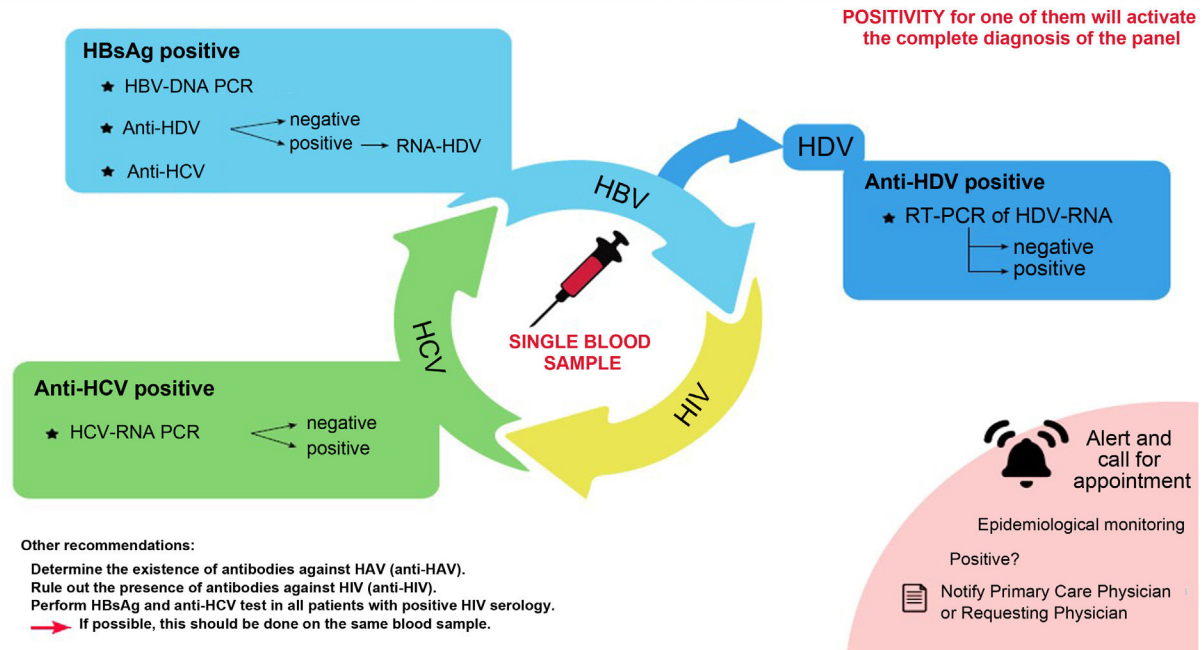 POSITIVITY for one of them will activate
the complete diagnosis of the panel
HBsAg positive
HBV-DNA PCR
Anti-HDV
negative
positive
RNA-HDV
Anti-HCV
HBV
HDV
Anti-HDV positive
RT-PCR of HDV-RNA
negative
positive
SINGLE BLOOD
SAMPLE
HCV
HIV
Anti-HCV positive
HCV-RNA PCR
negative
positive
Alert and
call for
appointment
Epidemiological monitoring
Positive?
Notify Primary Care Physician
or Requesting Physician
Other recommendations:
Determine the existence of antibodies against HAV (anti-HAV).
Rule out the presence of antibodies against HIV (anti-HIV).
Perform HBsAg and anti-HCV test in all patients with positive HIV serology.
If possible, this should be done on the same blood sample.